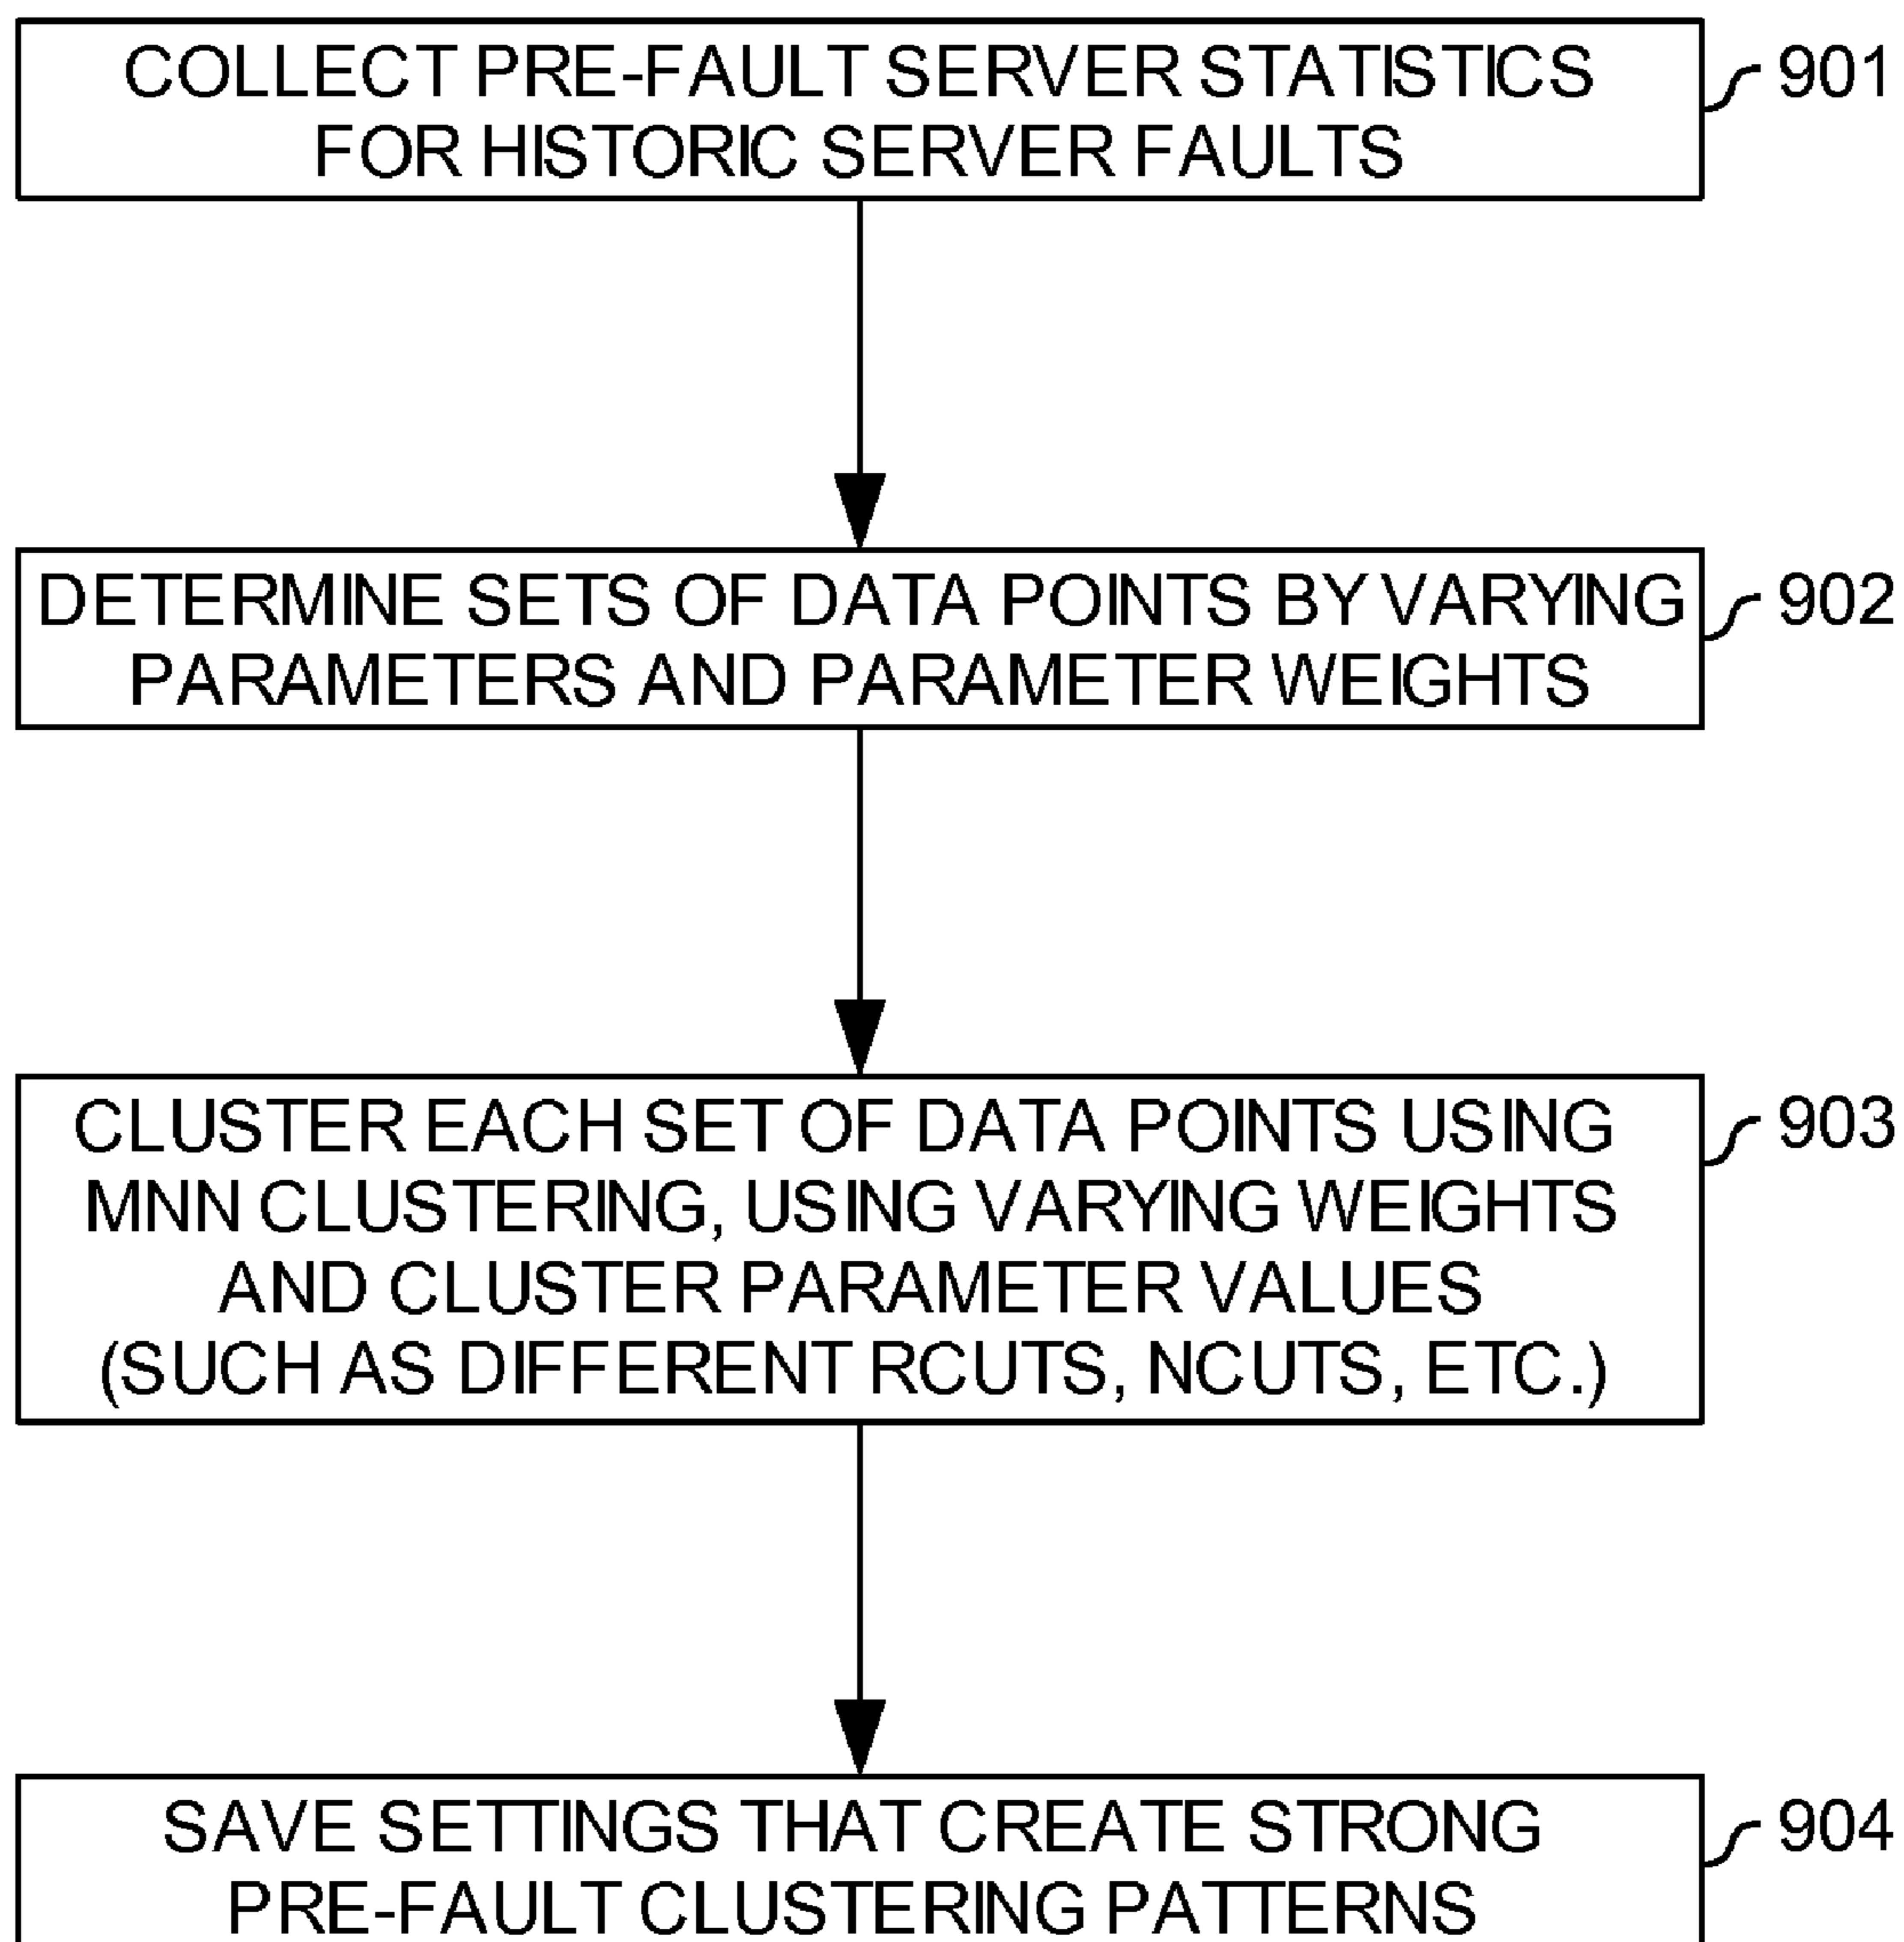 COLLECT PRE-FAULT SERVER STATISTICS
FOR HISTORIC SERVER FAULTS
901
DETERMINE SETS OF DATA POINTS BY VARYING
PARAMETERS AND PARAMETER WEIGHTS
902
CLUSTER EACH SET OF DATA POINTS USING
MNN CLUSTERING, USING VARYING WEIGHTS
AND CLUSTER PARAMETER VALUES
(SUCH AS DIFFERENT RCUTS, NCUTS, ETC.)
903
SAVE SETTINGS THAT CREATE STRONG
PRE-FAULT CLUSTERING PATTERNS
904